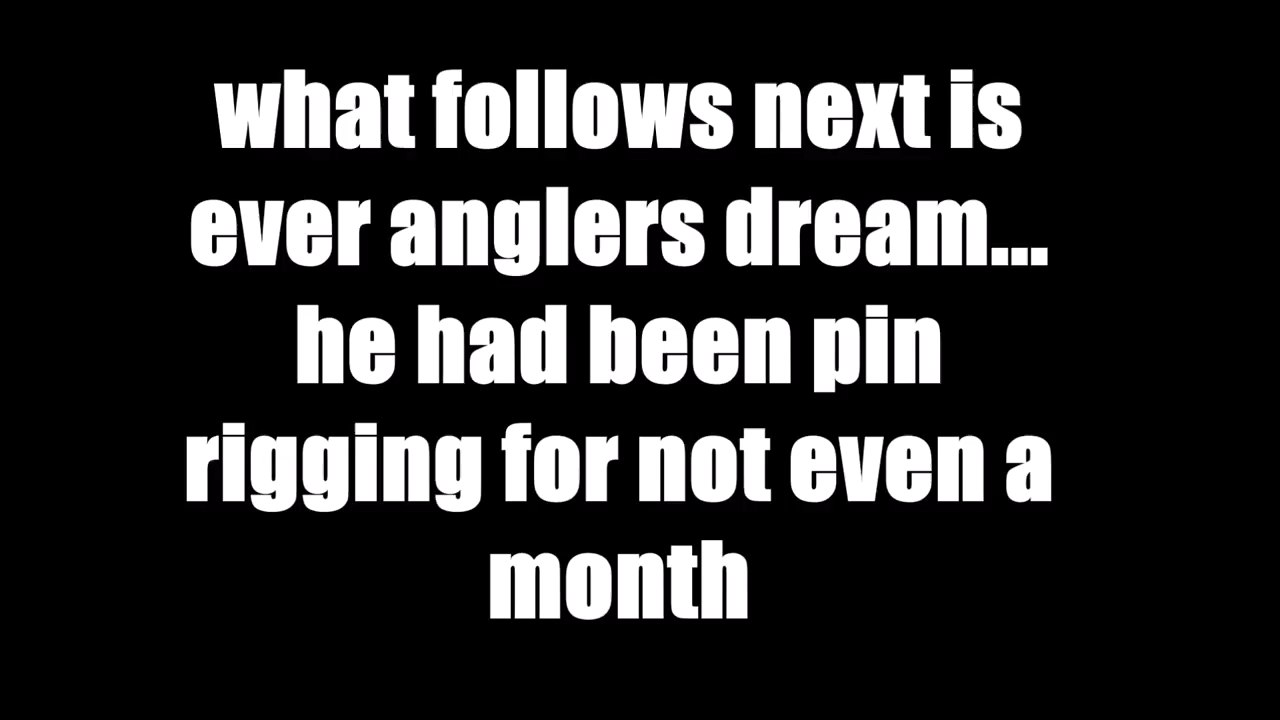 what follows next is
ever anglers dream...
he had been pin
rigging for not even a
month